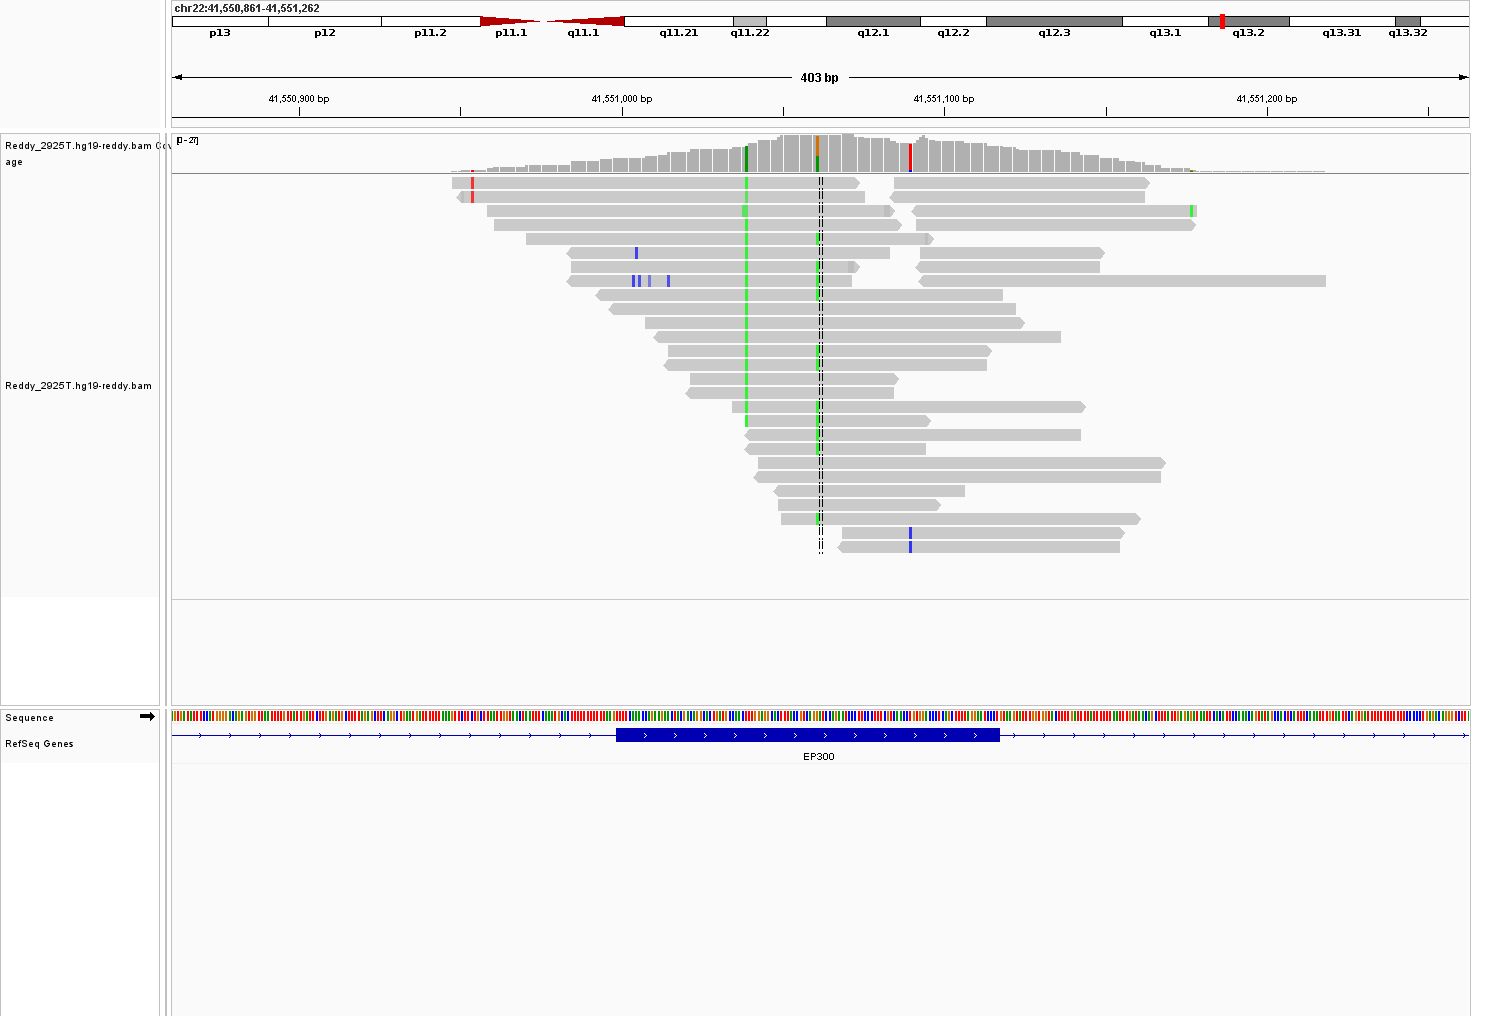 chr22:41,550,861-41,551,262
p13 p12 p11.2 p11.1 q11.1 q11.21 q11.22 q12.1 q12.2 q12.3 q13.1 q13.2 q13.31 q13.32
403 bp
41,550,900 bp 41,551,000 bp 41,551,100 bp 41,551,200 bp
Reddy_2925T.hg19-reddy.bam Cov
age
[0 - 27]
Reddy_2925T.hg19-reddy.bam
Sequence
RefSeq Genes
EP300